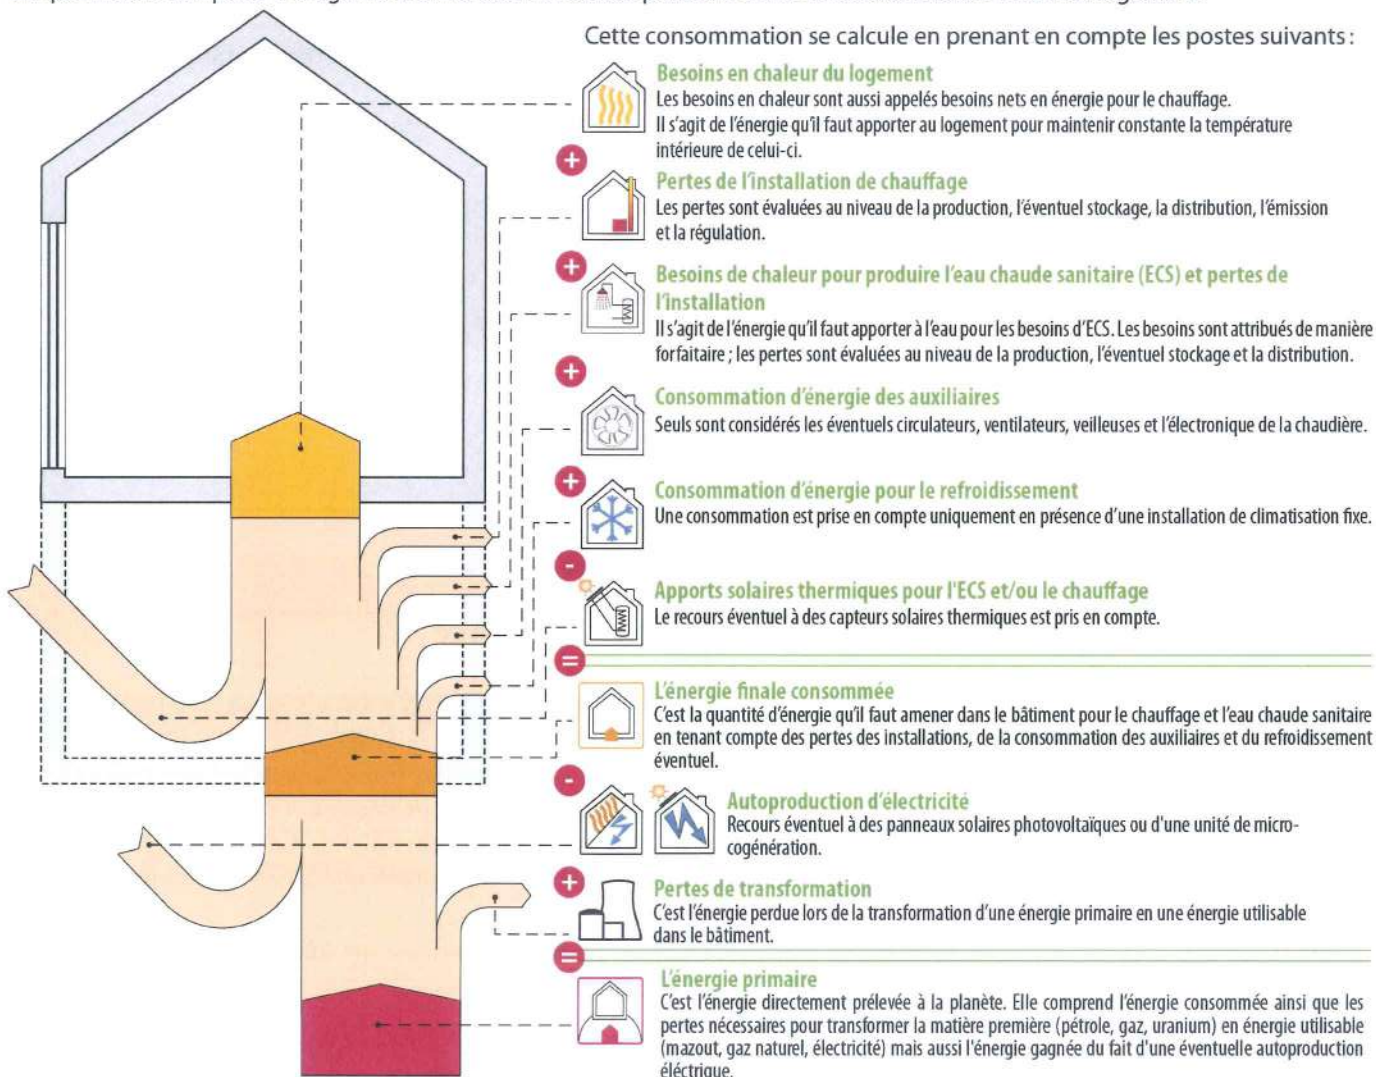 Cette consommation se calcule en prenant en compte les postes suivants :
Besoins en chaleur du logement
Les besoins en chaleur sont aussi appelés besoins nets en énergie pour le chauffage.
Il s'agit de l'énergie qu'il faut apporter au logement pour maintenir constante la température
intérieure de celui-ci.
+
Pertes de l'installation de chauffage
Les pertes sont évaluées au niveau de la production, l'éventuel stockage, la distribution, l'émission
et la régulation.
+
Besoins de chaleur pour produire l'eau chaude sanitaire (ECS) et pertes de
l'installation
Il s'agit de l'énergie qu'il faut apporter à l'eau pour les besoins d'ECS. Les besoins sont attribués de manière
forfaitaire ; les pertes sont évaluées au niveau de la production, l'éventuel stockage et la distribution.
+
Consommation d'énergie des auxiliaires
Seuls sont considérés les éventuels circulateurs, ventilateurs, veilleuses et l'électronique de la chaudière.
+
Consommation d'énergie pour le refroidissement
Une consommation est prise en compte uniquement en présence d'une installation de climatisation fixe.
-
Apports solaires thermiques pour l'ECS et/ou le chauffage
Le recours éventuel à des capteurs solaires thermiques est pris en compte.
=
L'énergie finale consommée
C'est la quantité d'énergie qu'il faut amener dans le bâtiment pour le chauffage et l'eau chaude sanitaire
en tenant compte des pertes des installations, de la consommation des auxiliaires et du refroidissement
éventuel.
-
Autoproduction d'électricité
Recours éventuel à des panneaux solaires photovoltaïques ou d'une unité de micro-
cogénération.
+
Pertes de transformation
C'est l'énergie perdue lors de la transformation d'une énergie primaire en une énergie utilisable
dans le bâtiment.
=
L'énergie primaire
C'est l'énergie directement prélevée à la planète. Elle comprend l'énergie consommée ainsi que les
pertes nécessaires pour transformer la matière première (pétrole, gaz, uranium) en énergie utilisable
(mazout, gaz naturel, électricité) mais aussi l'énergie gagnée du fait d'une éventuelle autoproduction
éléctrique.